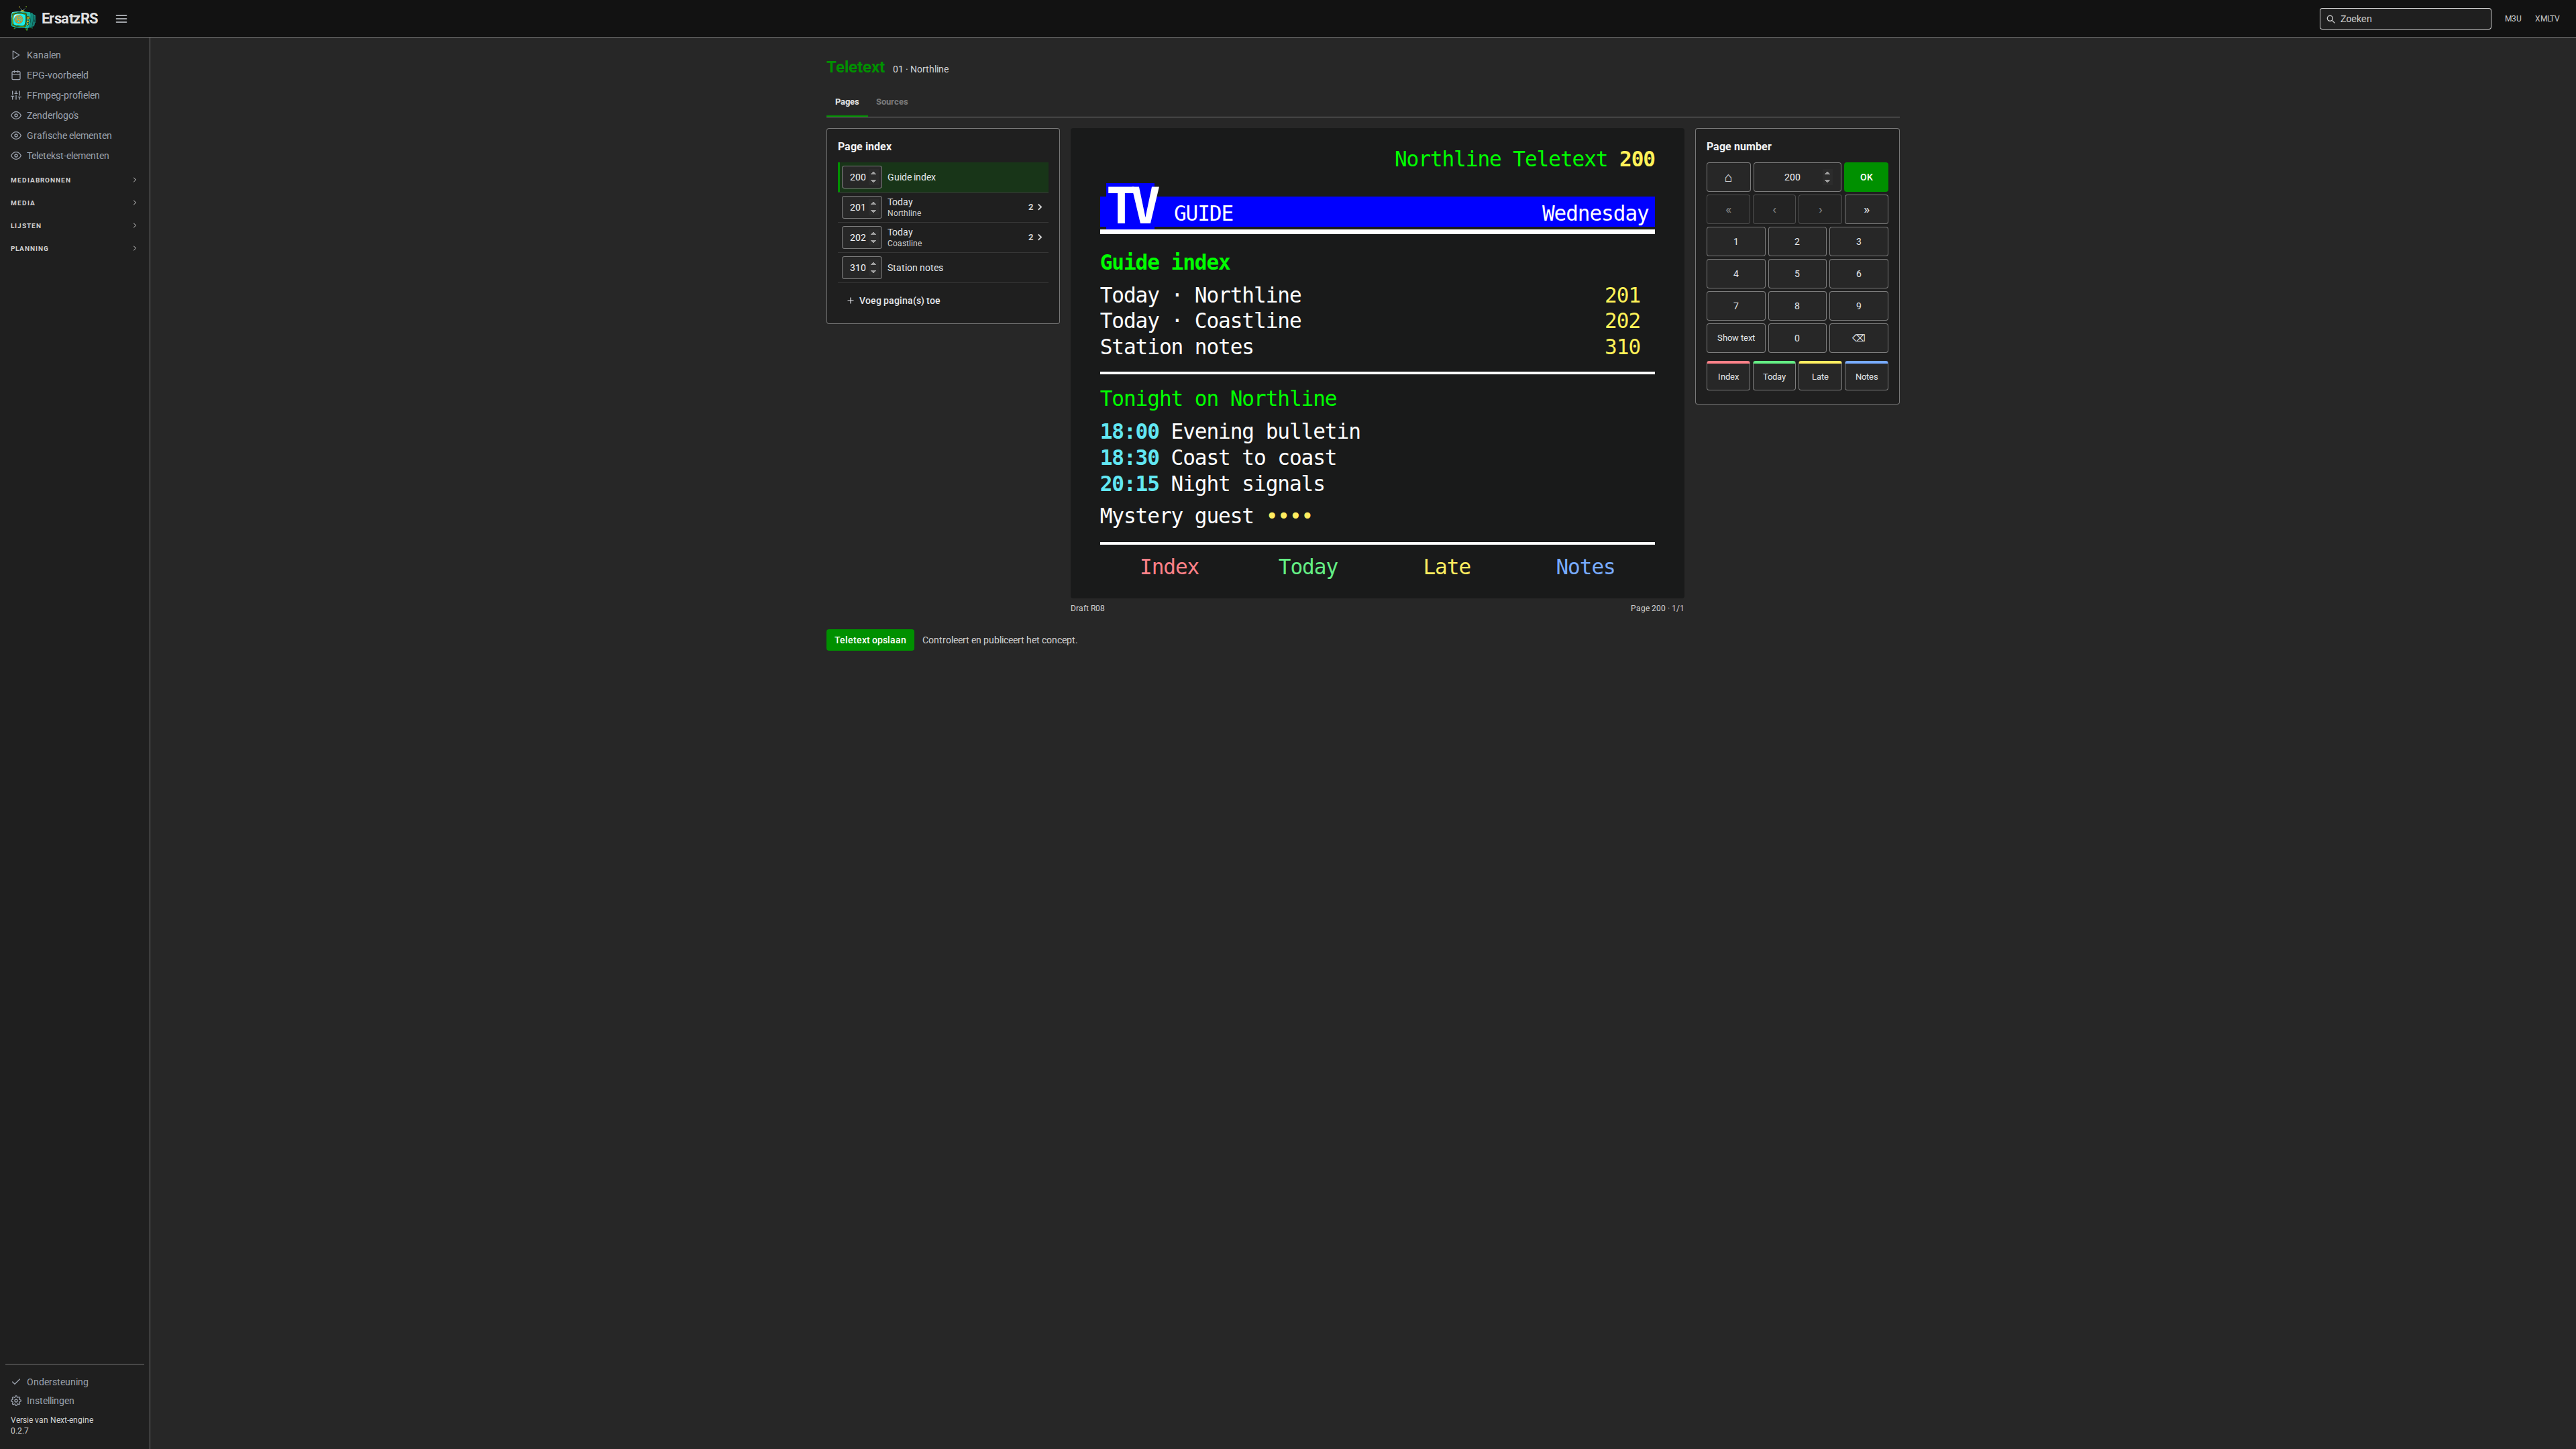 ErsatzRS
Zoeken
M3U
XMLTV
Kanalen
EPG-voorbeeld
FFmpeg-profielen
Zenderlogo's
Grafische elementen
Teletekst-elementen
MEDIABRONNEN
MEDIA
LIJSTEN
PLANNING
Ondersteuning
Instellingen
Versie van Next-engine
0.2.7
Teletext 01 · Northline
Pages
Sources
Page index
200 Guide index
201 Today
Northline
2
202 Today
Coastline
2
310 Station notes
+ Voeg pagina(s) toe
Northline Teletext 200
TV GUIDE Wednesday
Guide index
Today · Northline 201
Today · Coastline 202
Station notes 310
Tonight on Northline
18:00 Evening bulletin
18:30 Coast to coast
20:15 Night signals
Mystery guest ••••
Index Today Late Notes
Draft R08
Page 200 · 1/1
Page number
⌂ 200 OK
« ‹ › »
1 2 3
4 5 6
7 8 9
Show text 0 ⌫
Index Today Late Notes
Teletext opslaan
Controleert en publiceert het concept.